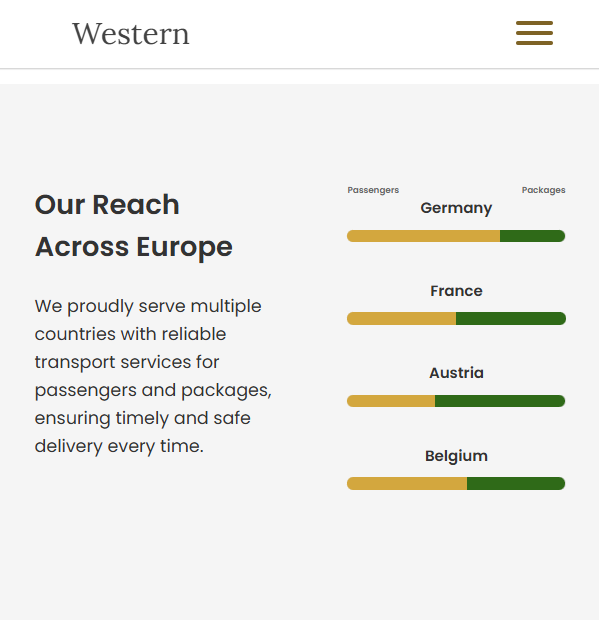 Western
Our Reach
Across Europe
We proudly serve multiple
countries with reliable
transport services for
passengers and packages,
ensuring timely and safe
delivery every time.
Passengers Packages
Germany
France
Austria
Belgium